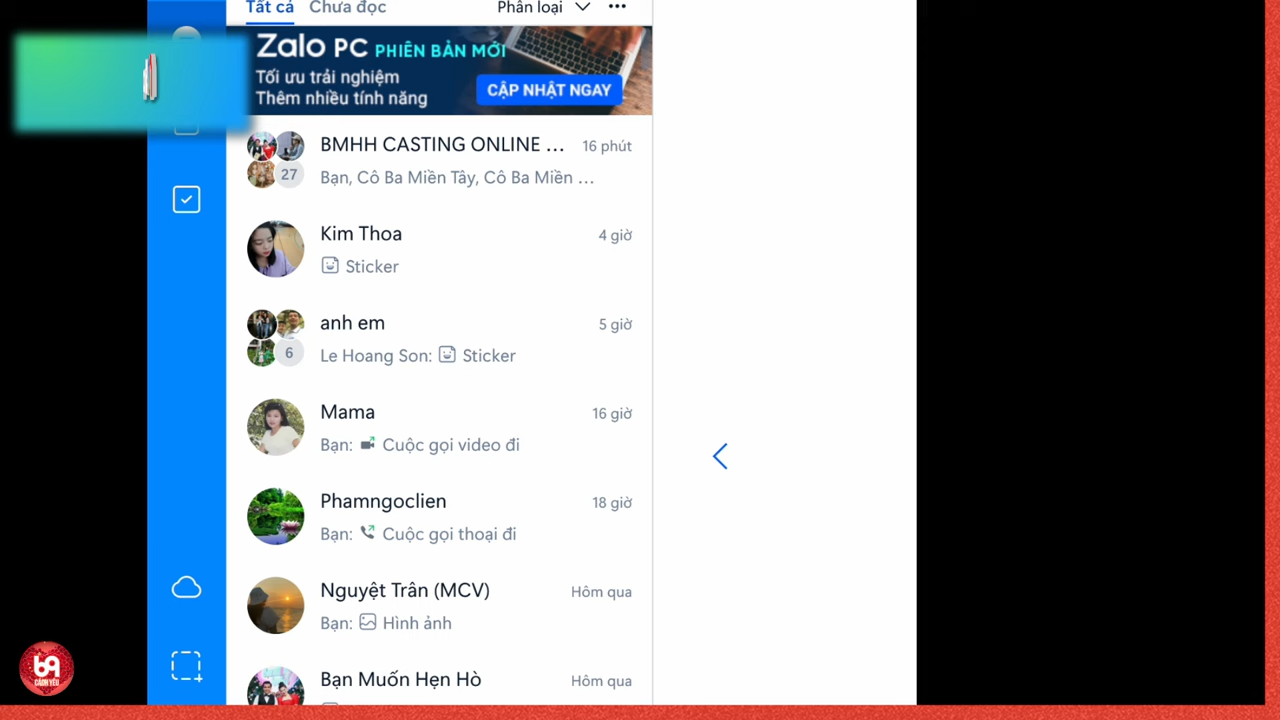 Tất cả Chưa đọc Phân loại
Zalo PC PHIÊN BẢN MỚI
Tối ưu trải nghiệm
Thêm nhiều tính năng
CẬP NHẬT NGAY
BMHH CASTING ONLINE ... 16 phút
27 Bạn, Cô Ba Miền Tây, Cô Ba Miền ...
Kim Thoa 4 giờ
Sticker
anh em 5 giờ
6 Le Hoang Son: Sticker
Mama 16 giờ
Bạn: Cuộc gọi video đi
Phamngoclien 18 giờ
Bạn: Cuộc gọi thoại đi
Nguyệt Trân (MCV) Hôm qua
Bạn: Hình ảnh
Bạn Muốn Hẹn Hò Hôm qua
69
CÁNH YÊU